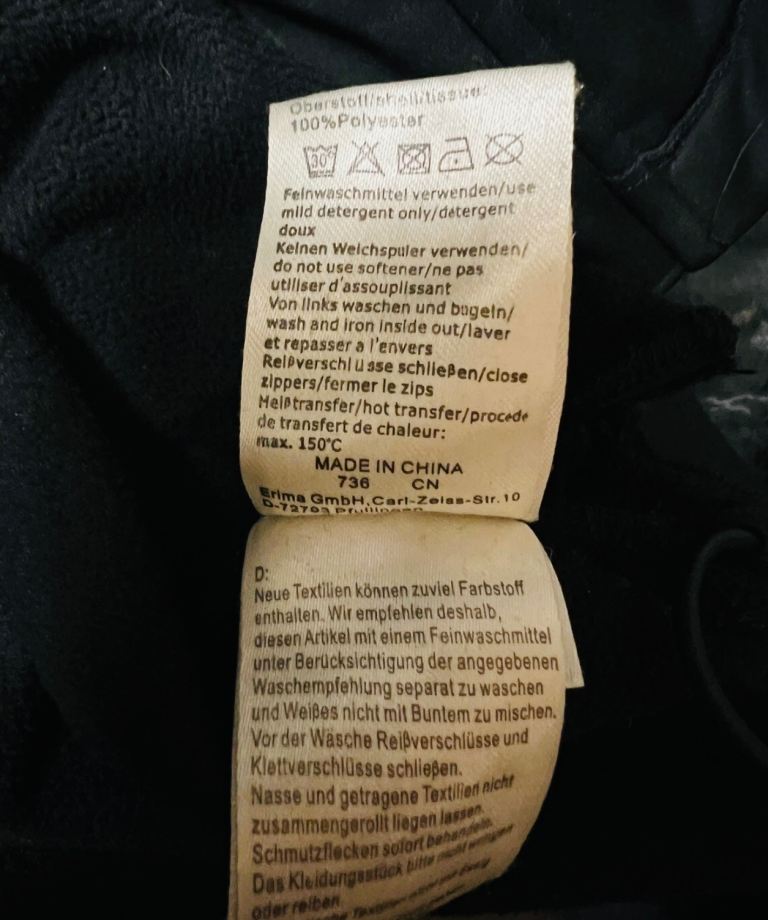 Oberstoff/shell/tissue:
100%Polyester
30°
Feinwaschmittel verwenden/use
mild detergent only/detergent
doux
Keinen Weichspuler verwenden/
do not use softener/ne pas
utiliser d'assouplissant
Von links waschen und bugeln/
wash and iron inside out/laver
et repasser a l'envers
Reißverschlusse schließen/close
zippers/fermer le zips
Heißtransfer/hot transfer/procede
de transfert de chaleur:
max. 150°C
MADE IN CHINA
736 CN
Erima GmbH,Carl-Zeiss-Str.10
D-72793 Pfullingen
D:
Neue Textilien können zuviel Farbstoff
enthalten. Wir empfehlen deshalb,
diesen Artikel mit einem Feinwaschmittel
unter Berücksichtigung der angegebenen
Waschempfehlung separat zu waschen
und Weißes nicht mit Buntem zu mischen.
Vor der Wäsche Reißverschlüsse und
Klettverschlüsse schließen.
Nasse und getragene Textilien nicht
zusammengerollt liegen lassen.
Schmutzflecken sofort behandeln.
Das Kleidungsstück bitte nicht
oder reiben
Textilien